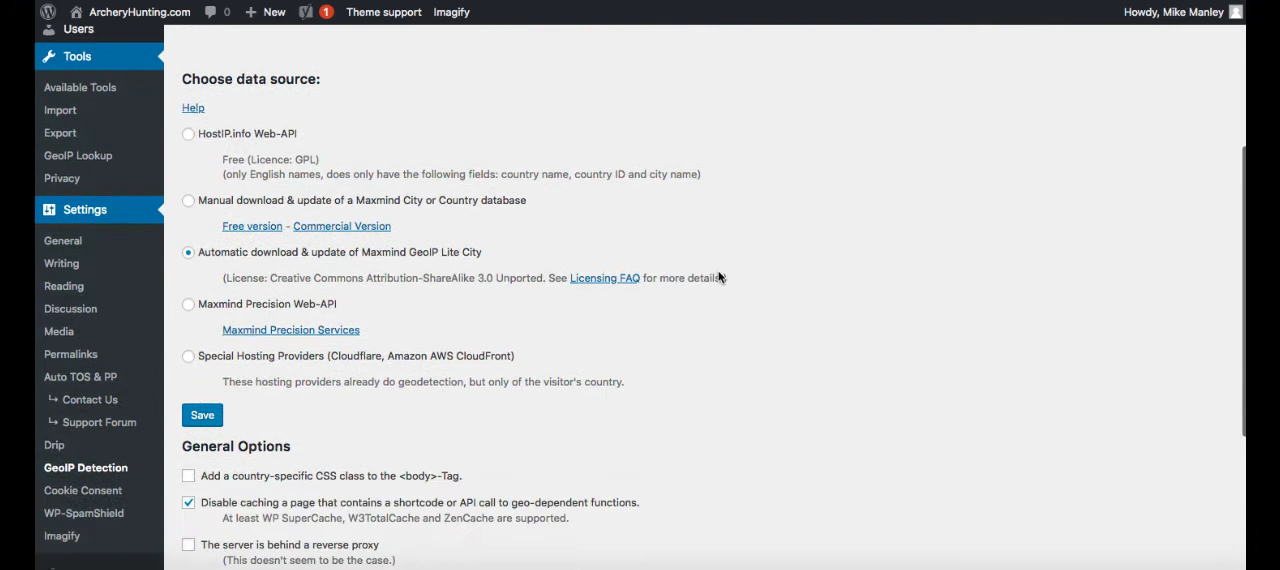 ArcheryHunting.com 0 + New 1 Theme support Imagify Howdy, Mike Manley
Users
Tools
Available Tools
Import
Export
GeoIP Lookup
Privacy
Settings
General
Writing
Reading
Discussion
Media
Permalinks
Auto TOS & PP
↳ Contact Us
↳ Support Forum
Drip
GeoIP Detection
Cookie Consent
WP-SpamShield
Imagify
Choose data source:
Help
HostIP.info Web-API
Free (Licence: GPL)
(only English names, does only have the following fields: country name, country ID and city name)
Manual download & update of a Maxmind City or Country database
Free version - Commercial Version
Automatic download & update of Maxmind GeoIP Lite City
(License: Creative Commons Attribution-ShareAlike 3.0 Unported. See Licensing FAQ for more details
Maxmind Precision Web-API
Maxmind Precision Services
Special Hosting Providers (Cloudflare, Amazon AWS CloudFront)
These hosting providers already do geodetection, but only of the visitor's country.
Save
General Options
Add a country-specific CSS class to the <body>-Tag.
Disable caching a page that contains a shortcode or API call to geo-dependent functions.
At least WP SuperCache, W3TotalCache and ZenCache are supported.
The server is behind a reverse proxy
(This doesn't seem to be the case.)